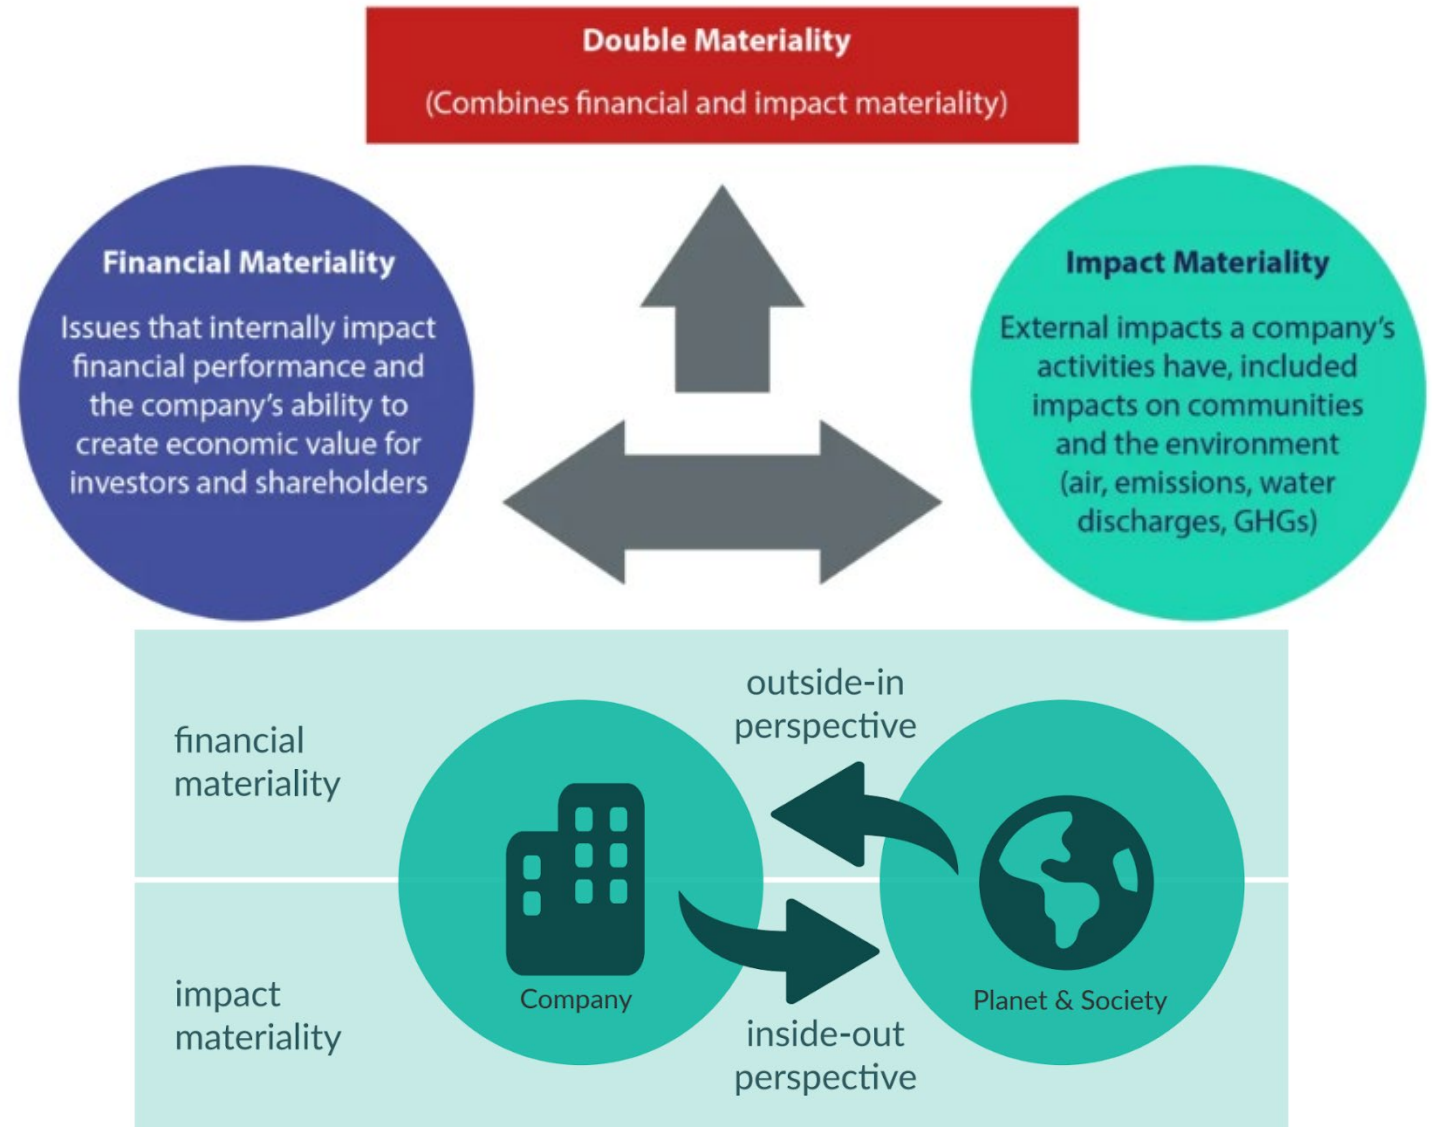 Double Materiality
(Combines financial and impact materiality)
Financial Materiality
Issues that internally impact
financial performance and
the company's ability to
create economic value for
investors and shareholders
Impact Materiality
External impacts a company's
activities have, included
impacts on communities
and the environment
(air, emissions, water
discharges, GHGs)
financial
materiality
outside-in
perspective
Company
Planet & Society
impact
materiality
inside-out
perspective